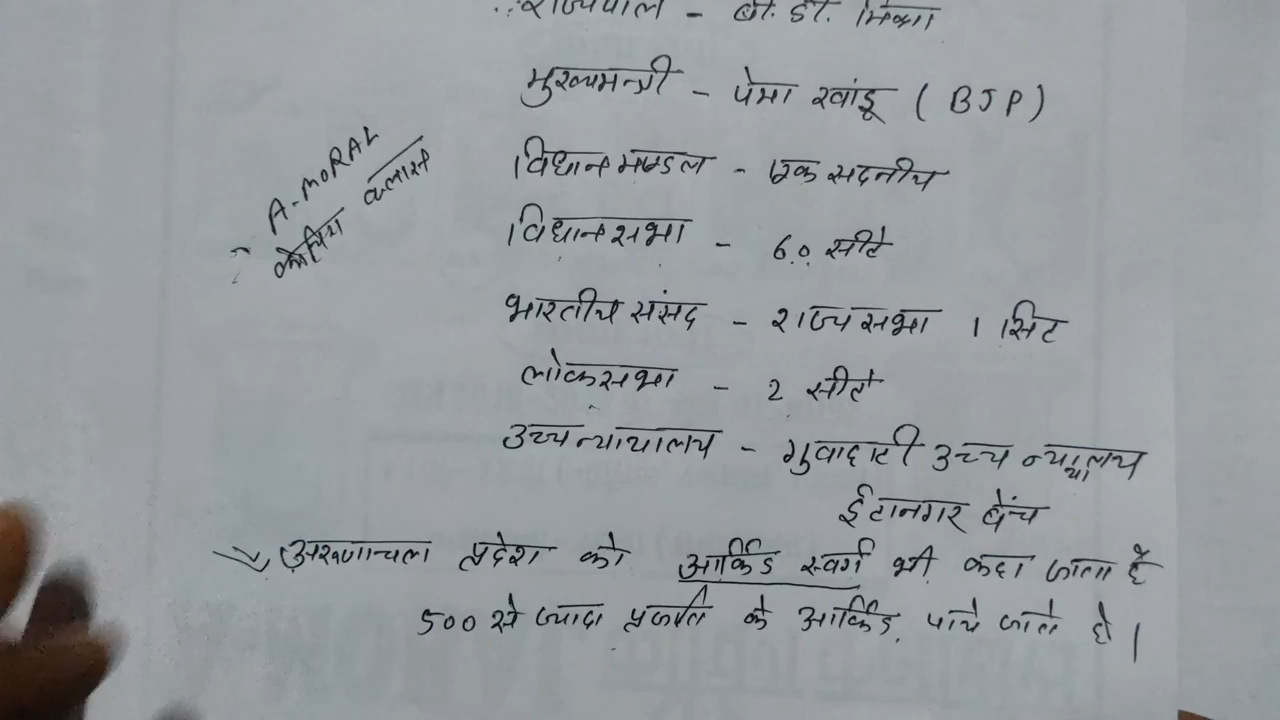 राज्यपाल - बी. डी. मिश्रा
मुख्यमन्त्री - पेमा खांडू ( BJP )
विधानमण्डल - एक सदनीय
विधानसभा - 60 सीटे
भारतीय संसद - राज्यसभा 1 सिट
लोकसभा - 2 सीटे
उच्च न्यायालय - गुवाहाटी उच्च न्यायालय
ईटानगर बेंच
अरूणाचला प्रदेश को आर्किड स्वर्ग भी कहा जाता है
500 से ज्यादा प्रजाति के आर्किड पाये जाते हो।
A-MORAL
कोचिंग क्लास